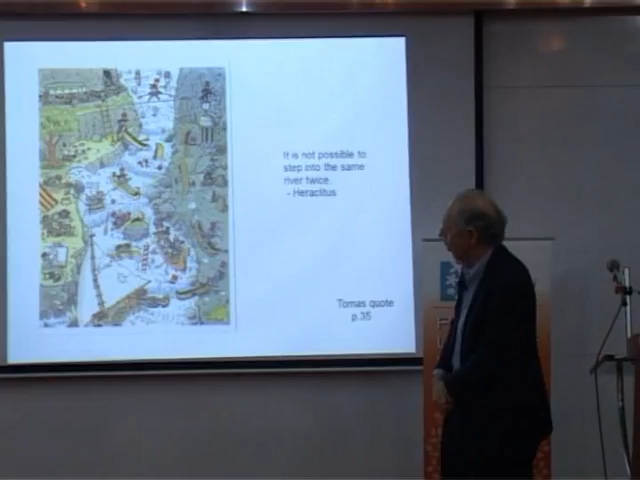 It is not possible to
step into the same
river twice.
- Heraclitus
Tomas quote
p.35